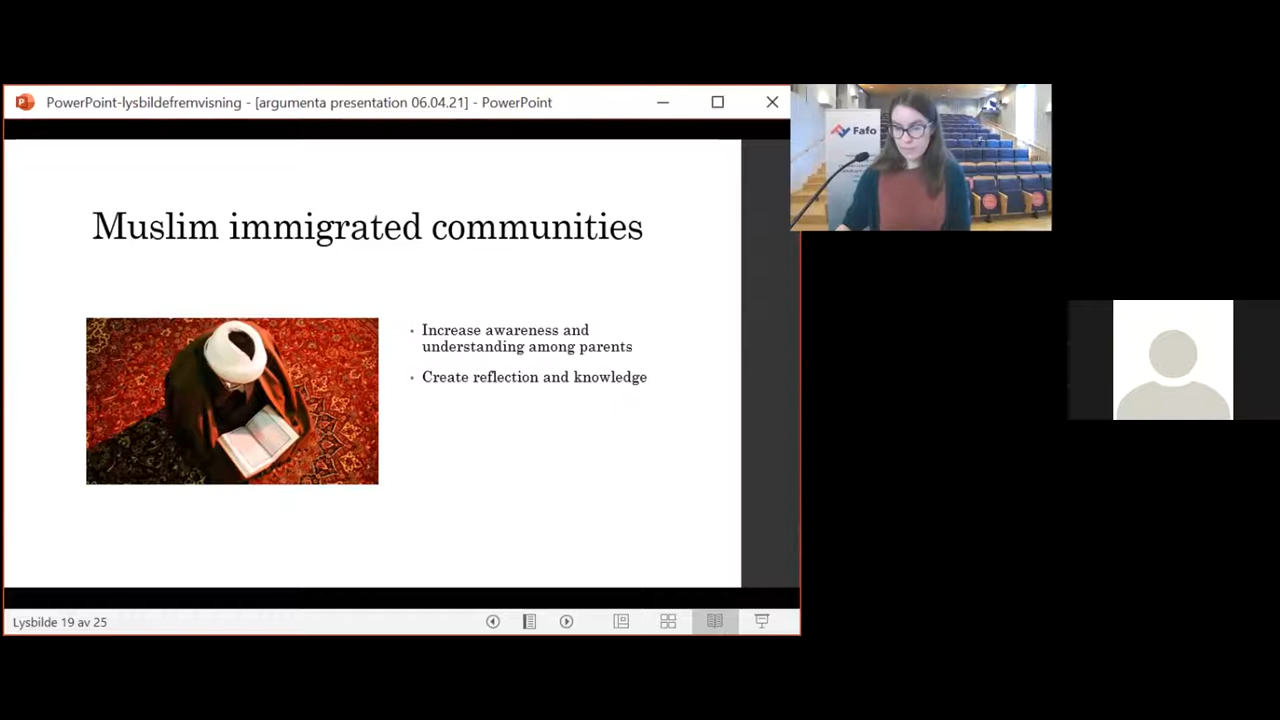 PowerPoint-lysbildefremvisning - [argumenta presentation 06.04.21] - PowerPoint
Fafo
Muslim immigrated communities
• Increase awareness and
understanding among parents
• Create reflection and knowledge
Lysbilde 19 av 25